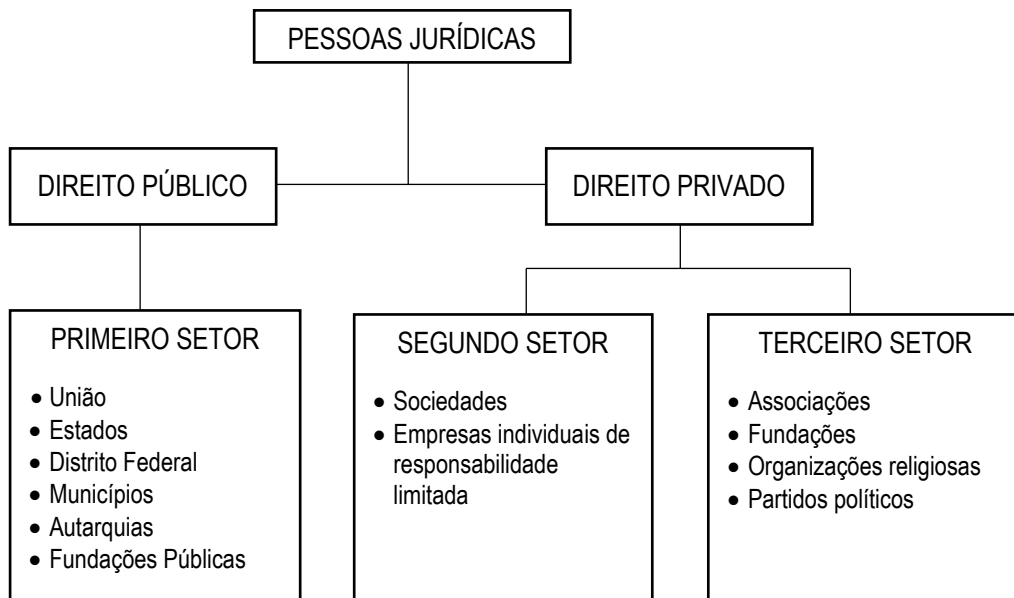 PESSOAS JURÍDICAS
DIREITO PÚBLICO
DIREITO PRIVADO
PRIMEIRO SETOR
• União
• Estados
• Distrito Federal
• Municípios
• Autarquias
• Fundações Públicas
SEGUNDO SETOR
• Sociedades
• Empresas individuais de
responsabilidade
limitada
TERCEIRO SETOR
• Associações
• Fundações
• Organizações religiosas
• Partidos políticos